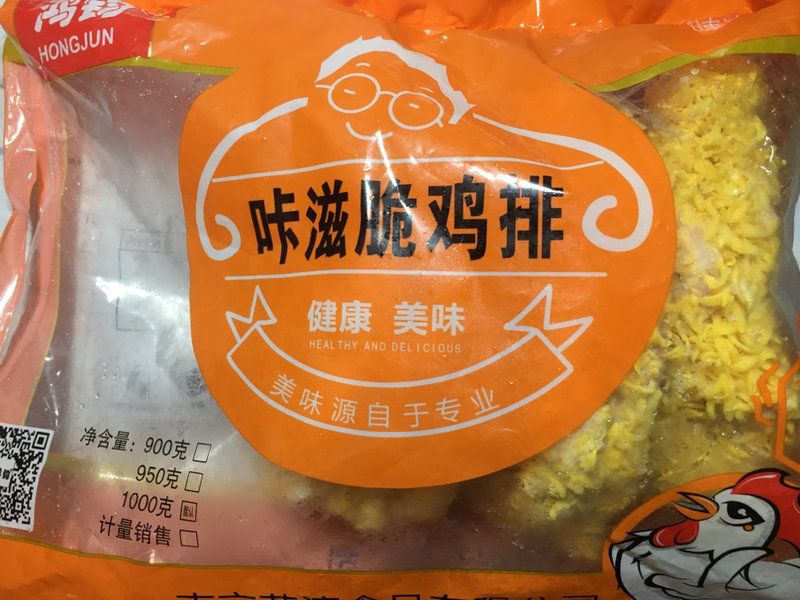 HONGJUN
咔滋脆鸡排
健康 美味
HEALTHY AND DELICIOUS
美味源自于专业
净含量：900克
950克
1000克 默认
计量销售